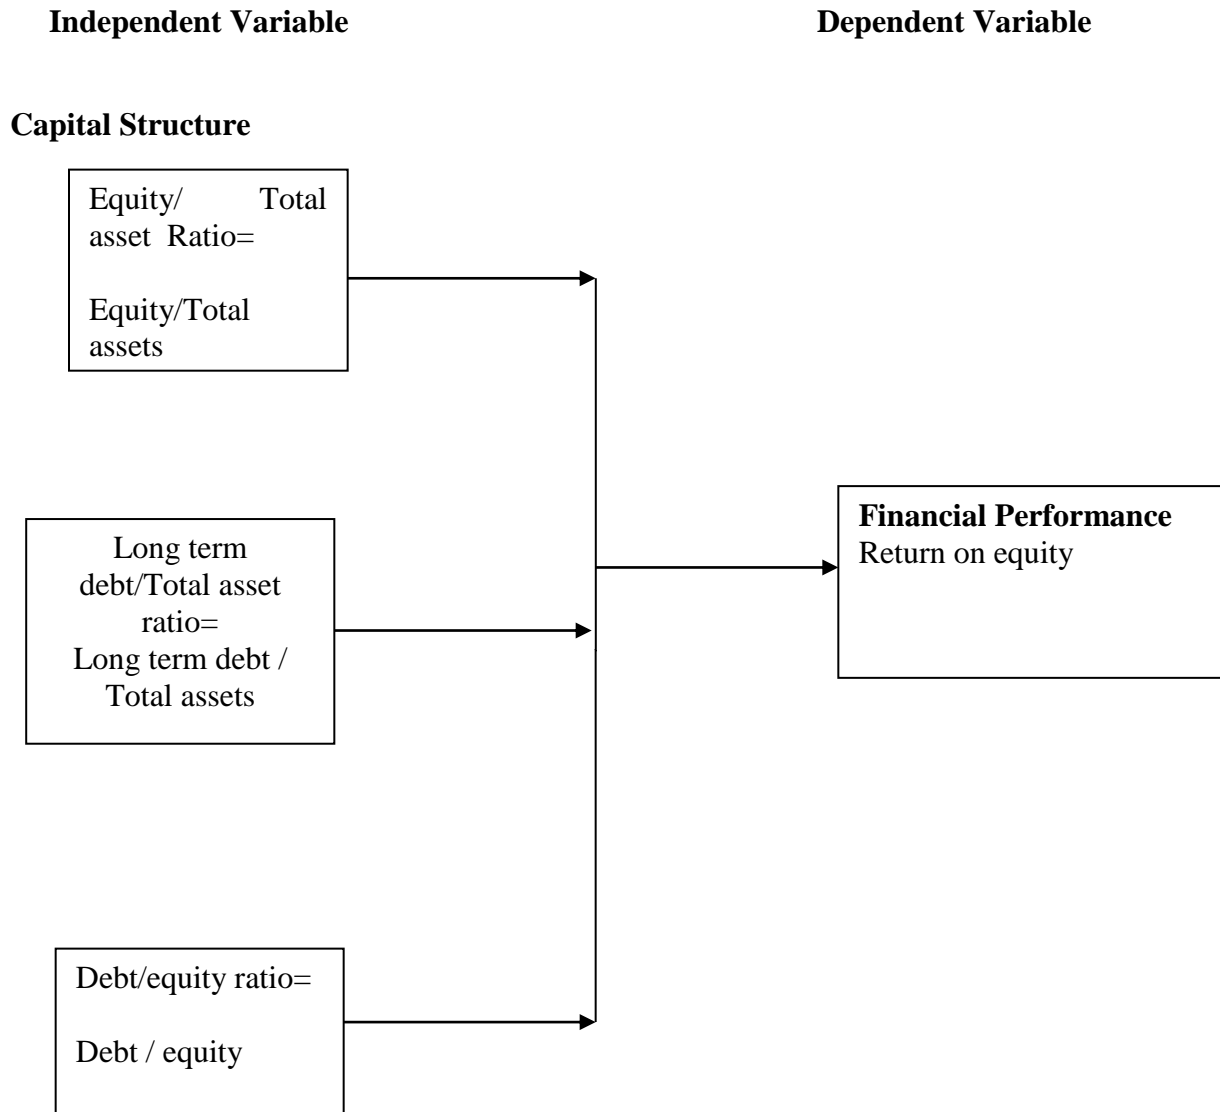 Independent Variable
Dependent Variable
Capital Structure
Equity/ Total
asset Ratio=
Equity/Total
assets
Long term
debt/Total asset
ratio=
Long term debt /
Total assets
Financial Performance
Return on equity
Debt/equity ratio=
Debt / equity